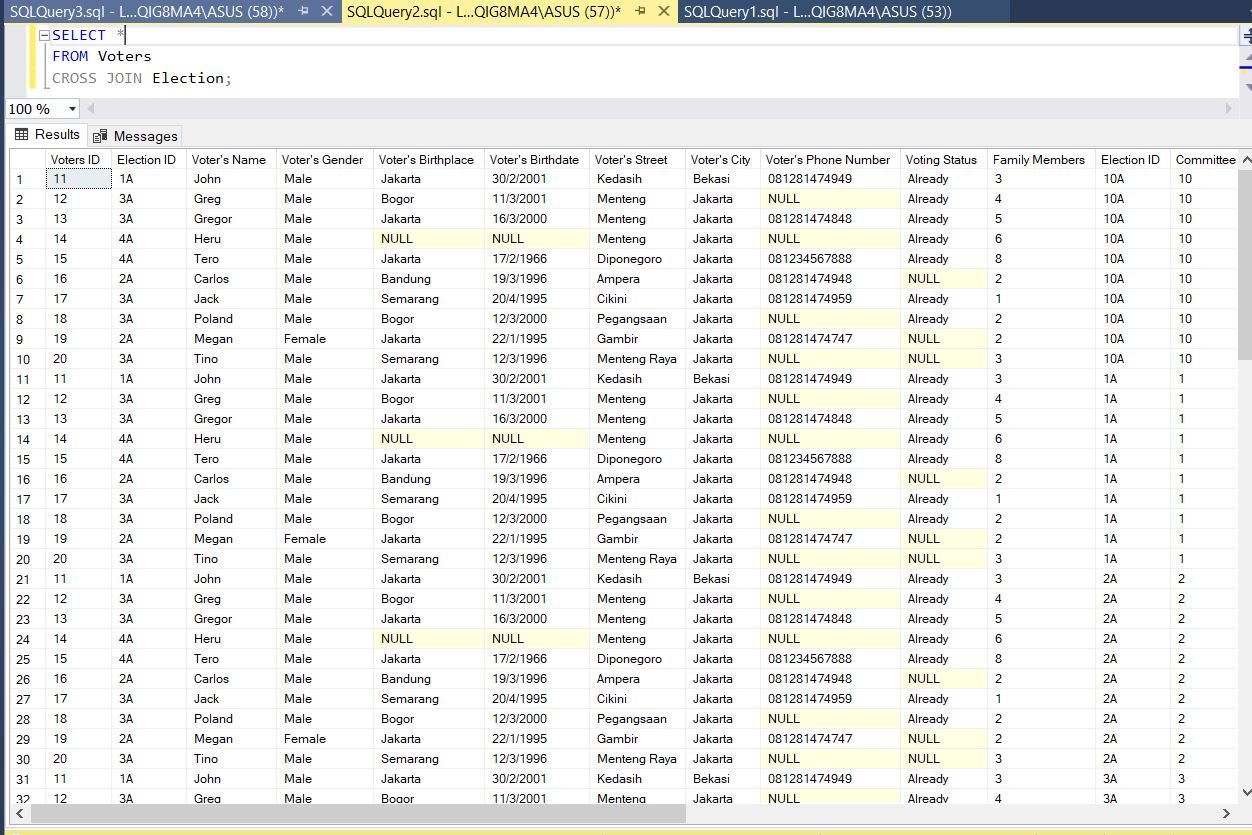 SQLQuery3.sql - L...QIG8MA4\ASUS (58))* SQLQuery2.sql - L...QIG8MA4\ASUS (57))* SQLQuery1.sql - L...QIG8MA4\ASUS (53))
SELECT *
FROM Voters
CROSS JOIN Election;
100 %
Results Messages
Voters ID Election ID Voter's Name Voter's Gender Voter's Birthplace Voter's Birthdate Voter's Street Voter's City Voter's Phone Number Voting Status Family Members Election ID Committee
1 11 1A John Male Jakarta 30/2/2001 Kedasih Bekasi 081281474949 Already 3 10A 10
2 12 3A Greg Male Bogor 11/3/2001 Menteng Jakarta NULL Already 4 10A 10
3 13 3A Gregor Male Jakarta 16/3/2000 Menteng Jakarta 081281474848 Already 5 10A 10
4 14 4A Heru Male NULL NULL Menteng Jakarta NULL Already 6 10A 10
5 15 4A Tero Male Jakarta 17/2/1966 Diponegoro Jakarta 081234567888 Already 8 10A 10
6 16 2A Carlos Male Bandung 19/3/1996 Ampera Jakarta 081281474948 NULL 2 10A 10
7 17 3A Jack Male Semarang 20/4/1995 Cikini Jakarta 081281474959 Already 1 10A 10
8 18 3A Poland Male Bogor 12/3/2000 Pegangsaan Jakarta NULL Already 2 10A 10
9 19 2A Megan Female Jakarta 22/1/1995 Gambir Jakarta 081281474747 NULL 2 10A 10
10 20 3A Tino Male Semarang 12/3/1996 Menteng Raya Jakarta NULL NULL 3 10A 10
11 11 1A John Male Jakarta 30/2/2001 Kedasih Bekasi 081281474949 Already 3 1A 1
12 12 3A Greg Male Bogor 11/3/2001 Menteng Jakarta NULL Already 4 1A 1
13 13 3A Gregor Male Jakarta 16/3/2000 Menteng Jakarta 081281474848 Already 5 1A 1
14 14 4A Heru Male NULL NULL Menteng Jakarta NULL Already 6 1A 1
15 15 4A Tero Male Jakarta 17/2/1966 Diponegoro Jakarta 081234567888 Already 8 1A 1
16 16 2A Carlos Male Bandung 19/3/1996 Ampera Jakarta 081281474948 NULL 2 1A 1
17 17 3A Jack Male Semarang 20/4/1995 Cikini Jakarta 081281474959 Already 1 1A 1
18 18 3A Poland Male Bogor 12/3/2000 Pegangsaan Jakarta NULL Already 2 1A 1
19 19 2A Megan Female Jakarta 22/1/1995 Gambir Jakarta 081281474747 NULL 2 1A 1
20 20 3A Tino Male Semarang 12/3/1996 Menteng Raya Jakarta NULL NULL 3 1A 1
21 11 1A John Male Jakarta 30/2/2001 Kedasih Bekasi 081281474949 Already 3 2A 2
22 12 3A Greg Male Bogor 11/3/2001 Menteng Jakarta NULL Already 4 2A 2
23 13 3A Gregor Male Jakarta 16/3/2000 Menteng Jakarta 081281474848 Already 5 2A 2
24 14 4A Heru Male NULL NULL Menteng Jakarta NULL Already 6 2A 2
25 15 4A Tero Male Jakarta 17/2/1966 Diponegoro Jakarta 081234567888 Already 8 2A 2
26 16 2A Carlos Male Bandung 19/3/1996 Ampera Jakarta 081281474948 NULL 2 2A 2
27 17 3A Jack Male Semarang 20/4/1995 Cikini Jakarta 081281474959 Already 1 2A 2
28 18 3A Poland Male Bogor 12/3/2000 Pegangsaan Jakarta NULL Already 2 2A 2
29 19 2A Megan Female Jakarta 22/1/1995 Gambir Jakarta 081281474747 NULL 2 2A 2
30 20 3A Tino Male Semarang 12/3/1996 Menteng Raya Jakarta NULL NULL 3 2A 2
31 11 1A John Male Jakarta 30/2/2001 Kedasih Bekasi 081281474949 Already 3 3A 3
32 12 3A Greg Male Bogor 11/3/2001 Menteng Jakarta NULL Already 4 3A 3